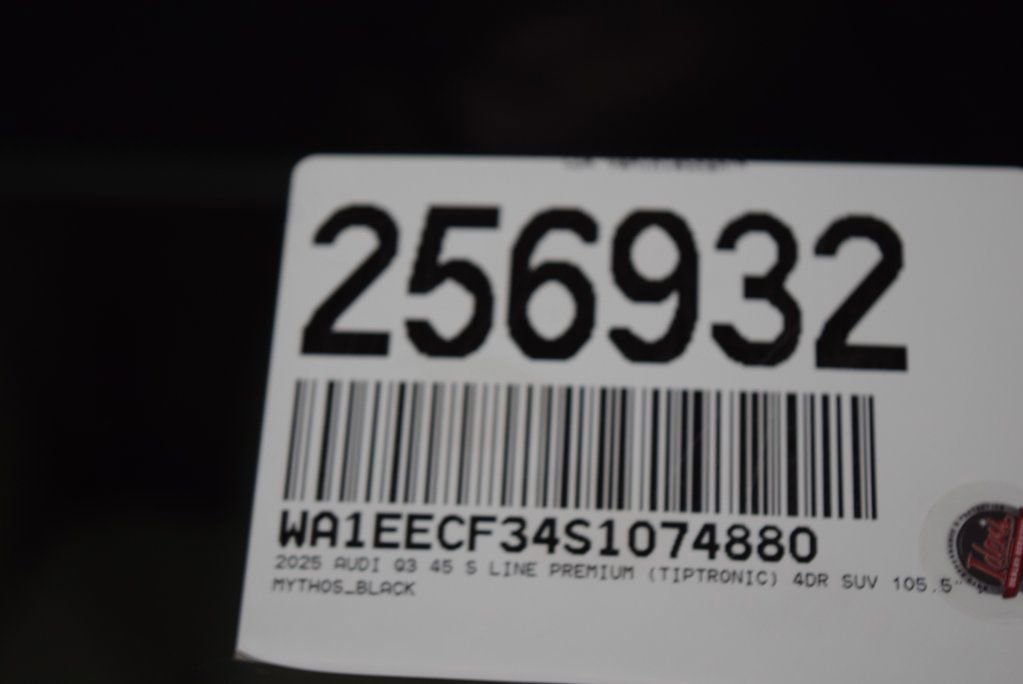 256932
WA1EECF34S1074880
2025 AUDI Q3 45 S LINE PREMIUM (TIPTRONIC) 4DR SUV 105.5"
MYTHOS_BLACK